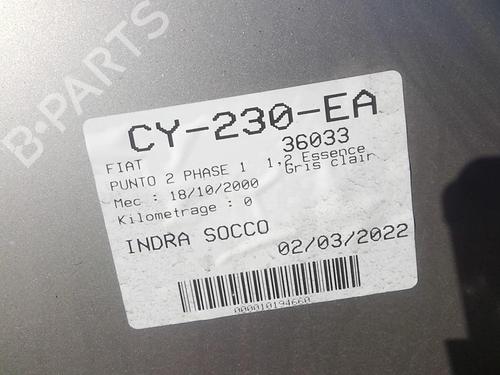 B-PARTS
CY-230-EA
36033
FIAT
PUNTO 2 PHASE 1 1,2 Essence
Gris Clair
Mec : 18/10/2000
Kilometrage : 0
INDRA SOCCO
02/03/2022
000010194660